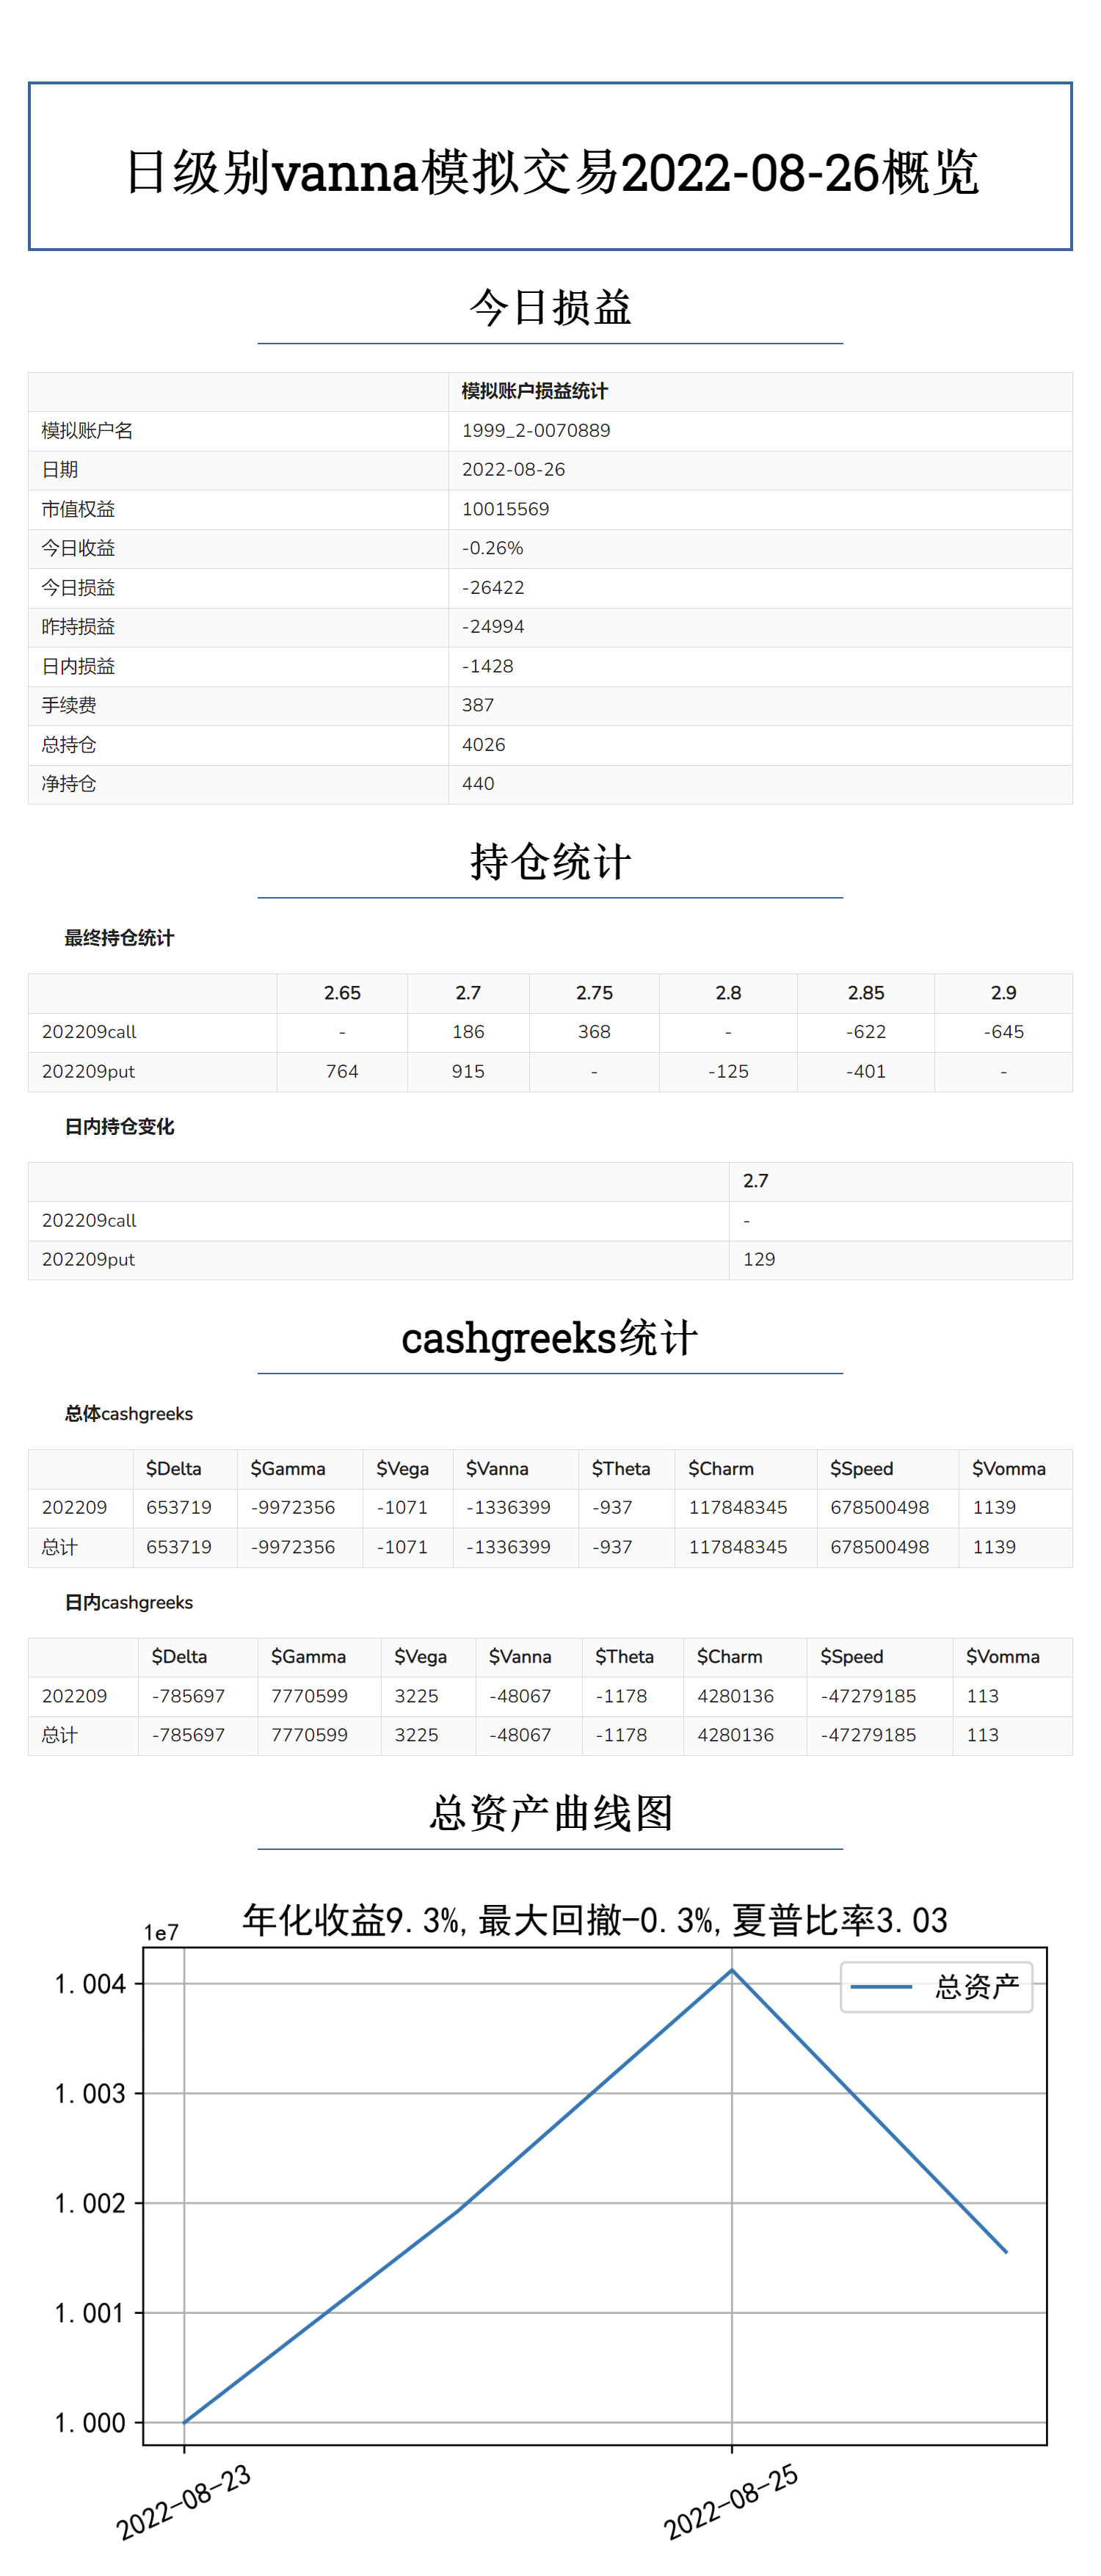 日级别vanna模拟交易2022-08-26概览
今日损益
模拟账户损益统计
模拟账户名 1999_2-0070889
日期 2022-08-26
市值权益 10015569
今日收益 -0.26%
今日损益 -26422
昨持损益 -24994
日内损益 -1428
手续费 387
总持仓 4026
净持仓 440
持仓统计
最终持仓统计
2.65 2.7 2.75 2.8 2.85 2.9
202209call - 186 368 - -622 -645
202209put 764 915 - -125 -401 -
日内持仓变化
2.7
202209call -
202209put 129
cashgreeks统计
总体cashgreeks
$Delta $Gamma $Vega $Vanna $Theta $Charm $Speed $Vomma
202209 653719 -9972356 -1071 -1336399 -937 117848345 678500498 1139
总计 653719 -9972356 -1071 -1336399 -937 117848345 678500498 1139
日内cashgreeks
$Delta $Gamma $Vega $Vanna $Theta $Charm $Speed $Vomma
202209 -785697 7770599 3225 -48067 -1178 4280136 -47279185 113
总计 -785697 7770599 3225 -48067 -1178 4280136 -47279185 113
总资产曲线图
年化收益9.3%,最大回撤-0.3%,夏普比率3.03
1e7
总资产
1.004
1.003
1.002
1.001
1.000
2022-08-23
2022-08-25